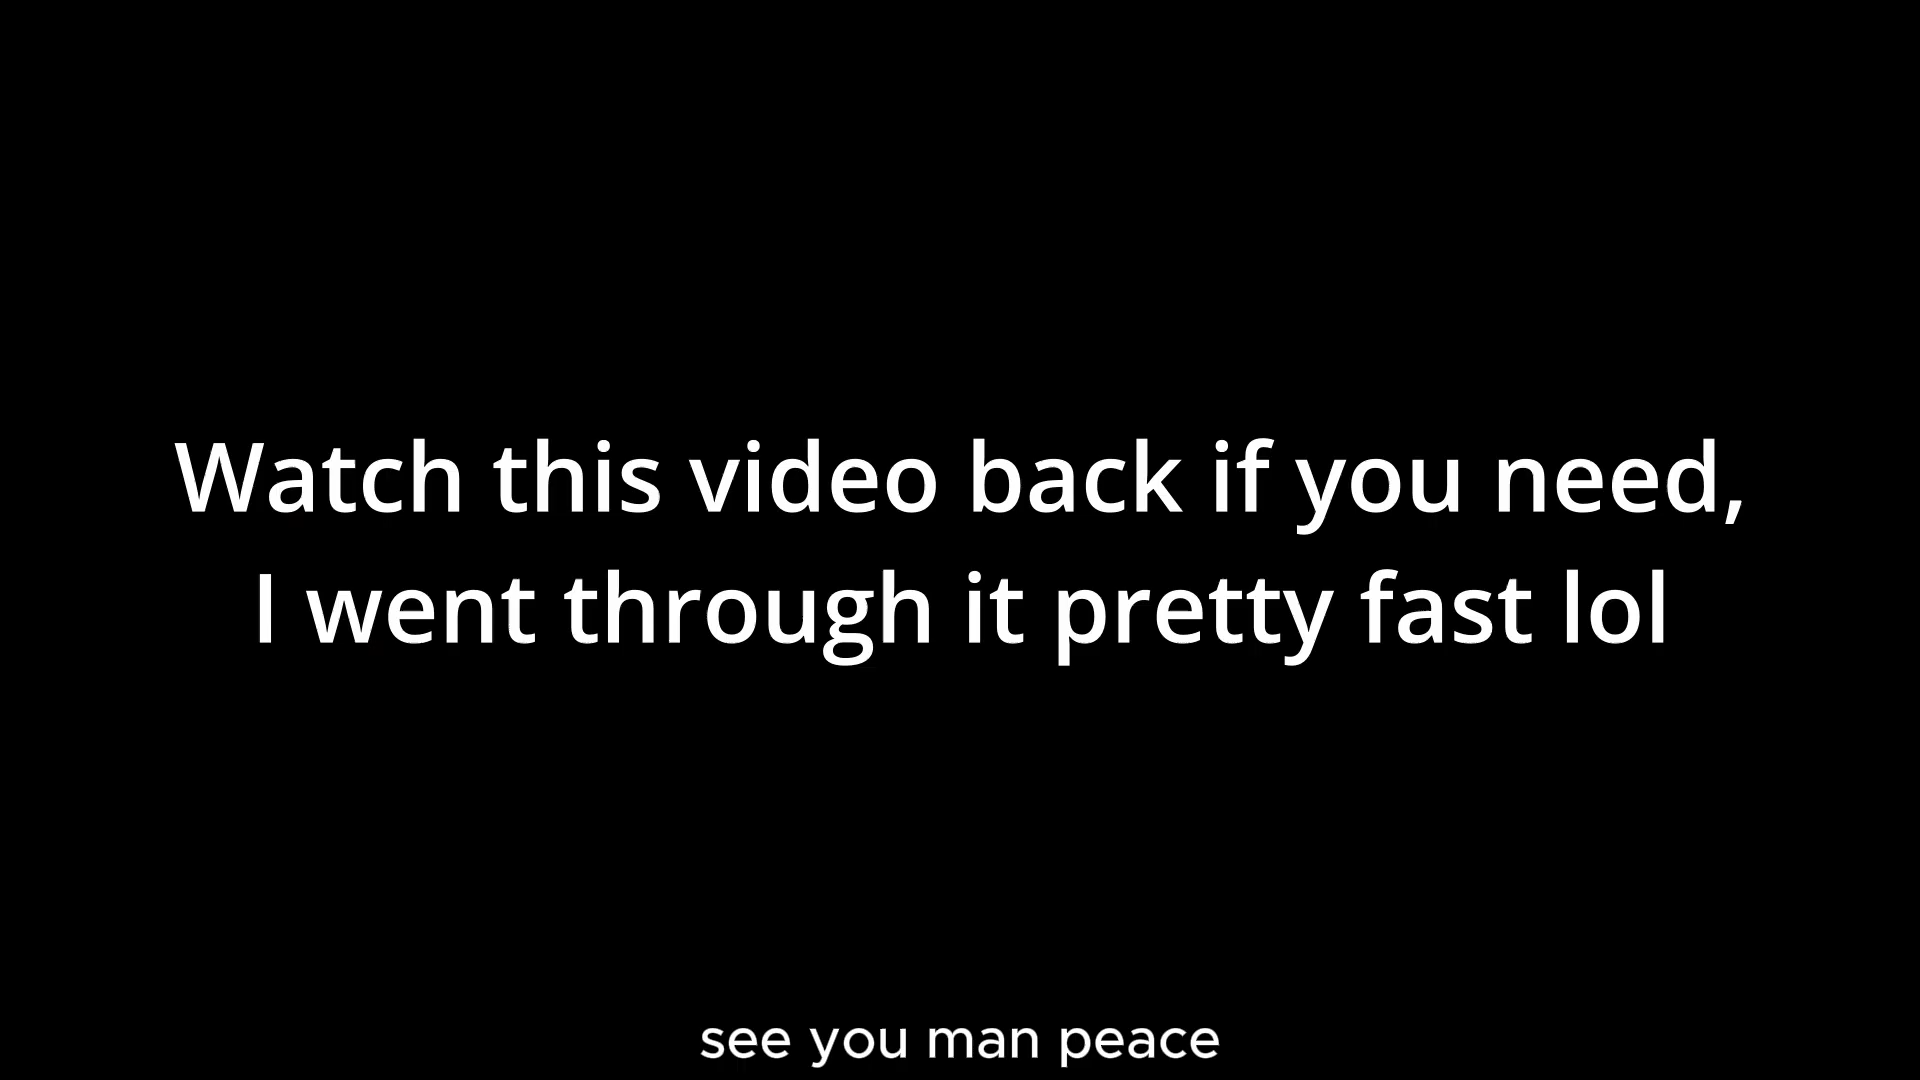 Watch this video back if you need,
I went through it pretty fast lol
see you man peace